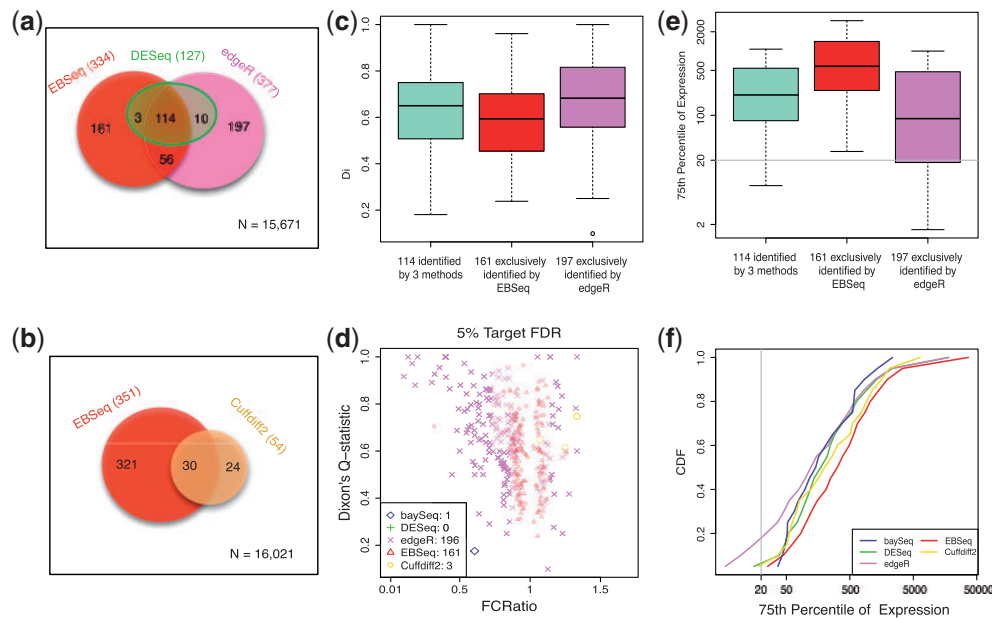 (a)
DESeq (127)
EBSeq (334)
edgeR (377)
161
3
114
10
197
56
N = 15,671
(b)
EBSeq (351)
Cuffdiff2 (54)
321
30
24
N = 16,021
(c)
Di
1.0
0.8
0.6
0.4
0.2
114 identified
by 3 methods
161 exclusively
identified by
EBSeq
197 exclusively
identified by
edgeR
(d)
5% Target FDR
Dixon's Q−statistic
1.0
0.8
0.6
0.4
0.2
baySeq: 1
DESeq: 0
edgeR: 196
EBSeq: 161
Cuffdiff2: 3
0.01 0.5 1 1.5
FCRatio
(e)
75th Percentile of Expression
2000
500
100
20
2
114 identified
by 3 methods
161 exclusively
identified by
EBSeq
197 exclusively
identified by
edgeR
(f)
CDF
1.0
0.8
0.6
0.4
0.2
baySeq
DESeq
edgeR
EBSeq
Cuffdiff2
20 50 500 5000 50000
75th Percentile of Expression